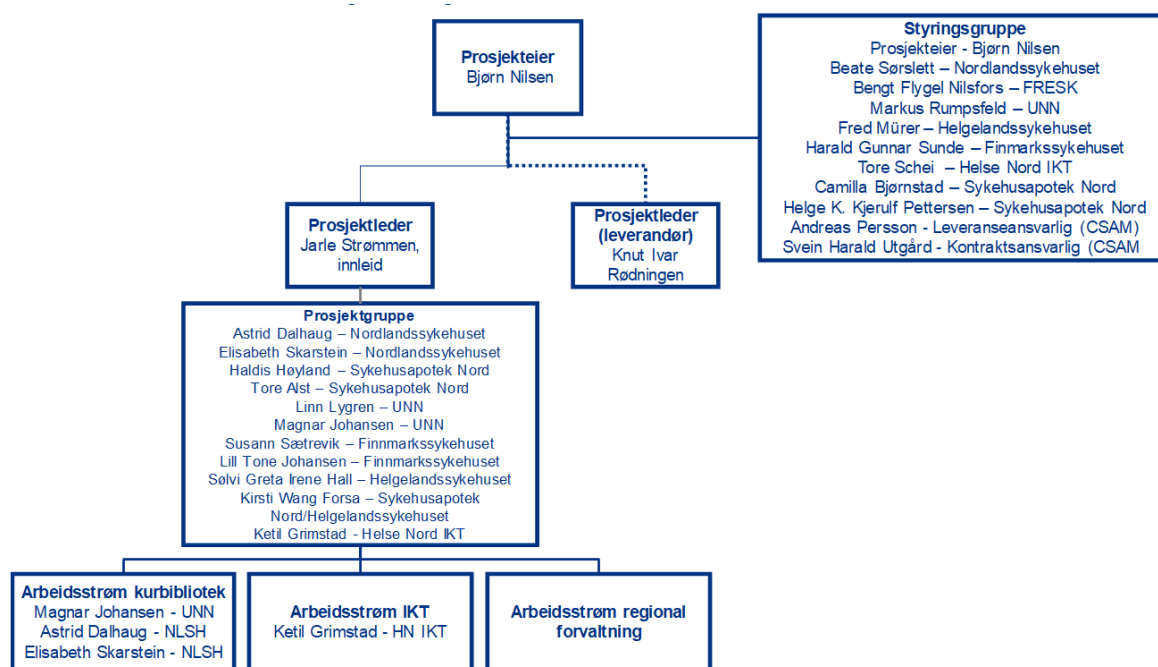 Prosjekteier
Bjørn Nilsen
Styringsgruppe
Prosjekteier - Bjørn Nilsen
Beate Sørslett – Nordlandssykehuset
Bengt Flygel Nilsfors – FRESK
Markus Rumpsfeld – UNN
Fred Mürer – Helgelandssykehuset
Harald Gunnar Sunde – Finmarkssykehuset
Tore Schei – Helse Nord IKT
Camilla Bjørnstad – Sykehusapotek Nord
Helge K. Kjerulf Pettersen – Sykehusapotek Nord
Andreas Persson - Leveranseansvarlig (CSAM)
Svein Harald Utgård - Kontraktsansvarlig (CSAM
Prosjektleder
Jarle Strømmen,
innleid
Prosjektleder
(leverandør)
Knut Ivar
Rødningen
Prosjektgruppe
Astrid Dalhaug – Nordlandssykehuset
Elisabeth Skarstein – Nordlandssykehuset
Haldis Høyland – Sykehusapotek Nord
Tore Alst – Sykehusapotek Nord
Linn Lygren – UNN
Magnar Johansen – UNN
Susann Sætrevik – Finnmarkssykehuset
Lill Tone Johansen – Finnmarkssykehuset
Sølvi Greta Irene Hall – Helgelandssykehuset
Kirsti Wang Forsa – Sykehusapotek
Nord/Helgelandssykehuset
Ketil Grimstad - Helse Nord IKT
Arbeidsstrøm kurbibliotek
Magnar Johansen - UNN
Astrid Dalhaug - NLSH
Elisabeth Skarstein - NLSH
Arbeidsstrøm IKT
Ketil Grimstad - HN IKT
Arbeidsstrøm regional
forvaltning